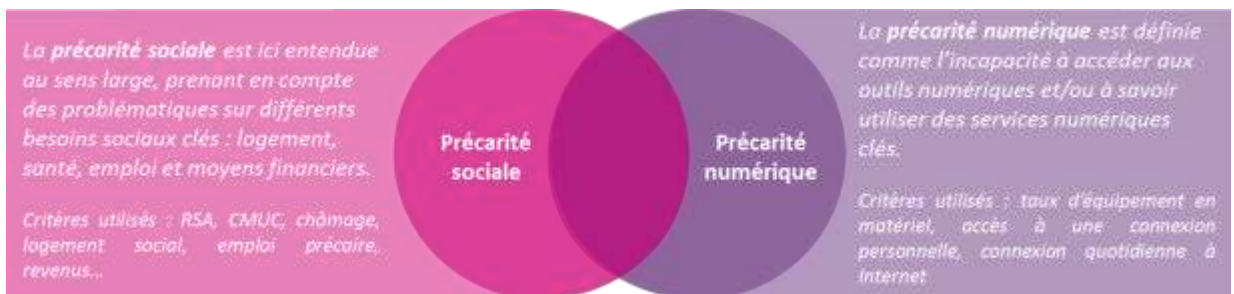 La précarité sociale est ici entendue
au sens large, prenant en compte
des problématiques sur différents
besoins sociaux clés : logement,
santé, emploi et moyens financiers.
Critères utilisés : RSA, CMUC, chômage,
logement social, emploi précaire,
revenus...
Précarité
sociale
Précarité
numérique
La précarité numérique est définie
comme l'incapacité à accéder aux
outils numériques et/ou à savoir
utiliser des services numériques
clés.
Critères utilisés : taux d'équipement en
matériel, accès à une connexion
personnelle, connexion quotidienne à
Internet